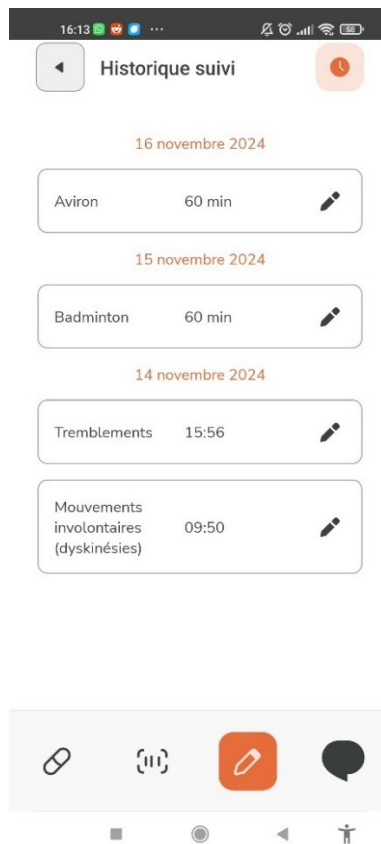 16:13 ... 58
Historique suivi
16 novembre 2024
Aviron 60 min
15 novembre 2024
Badminton 60 min
14 novembre 2024
Tremblements 15:56
Mouvements
involontaires 09:50
(dyskinésies)